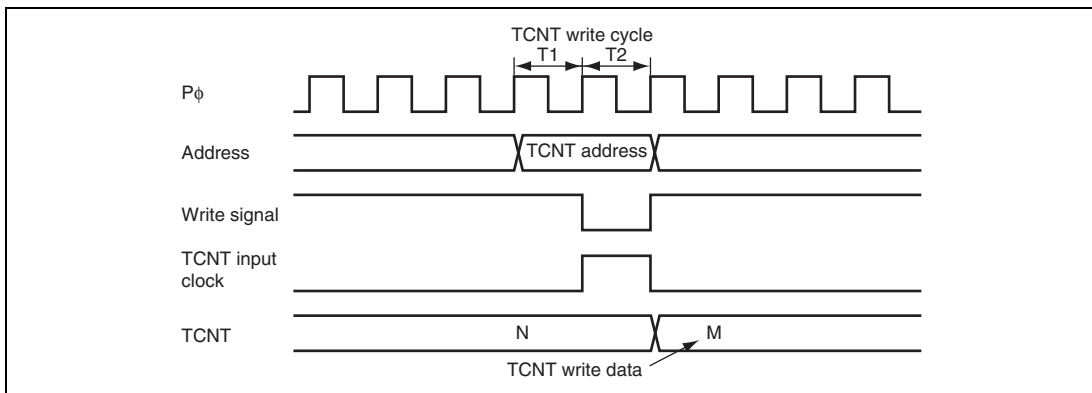 TCNT write cycle
T1 T2
Pϕ
Address
TCNT address
Write signal
TCNT input
clock
TCNT
N
M
TCNT write data